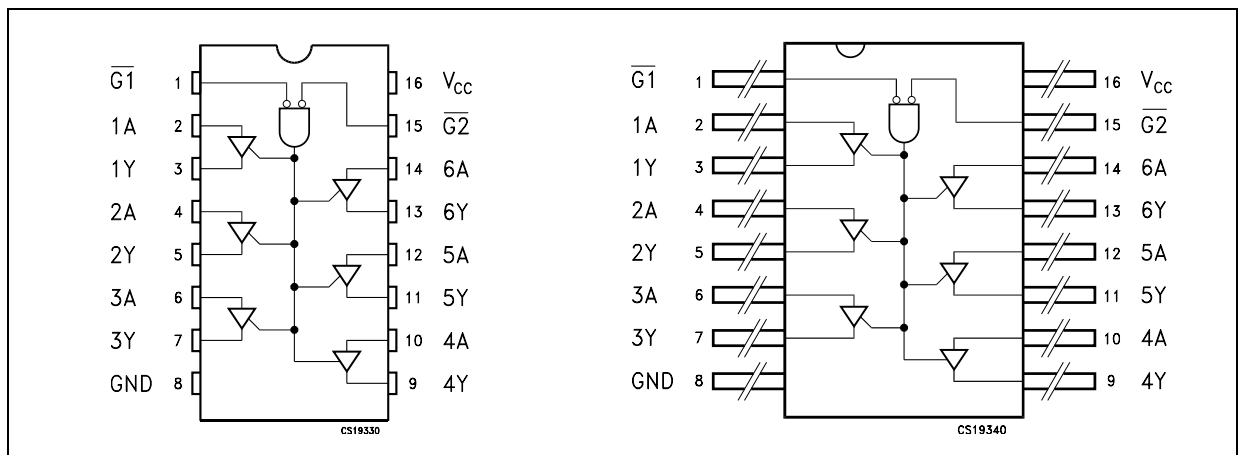 G1 1 16 VCC
1A 2 15 G2
1Y 3 14 6A
2A 4 13 6Y
2Y 5 12 5A
3A 6 11 5Y
3Y 7 10 4A
GND 8 9 4Y
CS19330
G1 1 16 VCC
1A 2 15 G2
1Y 3 14 6A
2A 4 13 6Y
2Y 5 12 5A
3A 6 11 5Y
3Y 7 10 4A
GND 8 9 4Y
CS19340